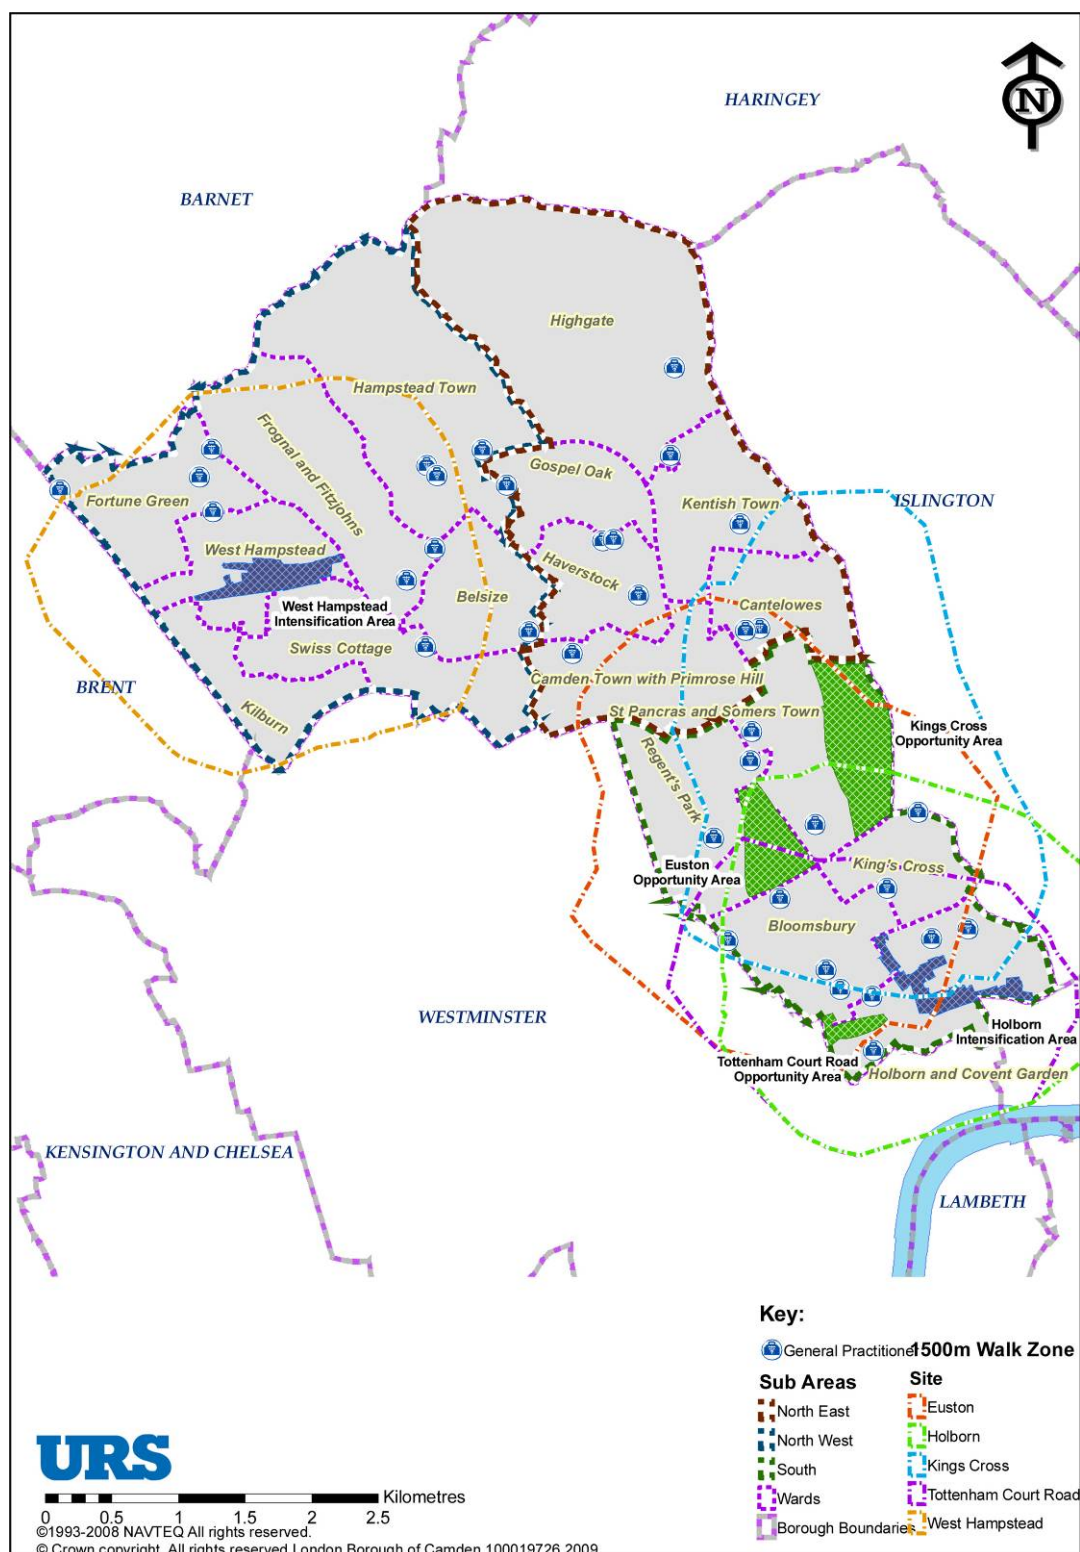 HARINGEY
N
BARNET
Highgate
Hampstead Town
Frognal and Fitzjohns
Gospel Oak
Kentish Town
ISLINGTON
Fortune Green
West Hampstead
Haverstock
West Hampstead
Intensification Area
Belsize
Cantelowes
Swiss Cottage
BRENT
Camden Town with Primrose Hill
Kilburn
St Pancras and Somers Town
Kings Cross
Opportunity Area
Regent's Park
Euston
Opportunity Area
King's Cross
Bloomsbury
WESTMINSTER
Holborn
Intensification Area
Tottenham Court Road
Opportunity Area
Holborn and Covent Garden
KENSINGTON AND CHELSEA
LAMBETH
Key:
General Practitioner
1500m Walk Zone
Sub Areas
North East
North West
South
Wards
Borough Boundaries
Site
Euston
Holborn
Kings Cross
Tottenham Court Road
West Hampstead
URS
Kilometres
0 0.5 1 1.5 2 2.5
©1993-2008 NAVTEQ All rights reserved.
© Crown copyright. All rights reserved London Borough of Camden 100019726 2009